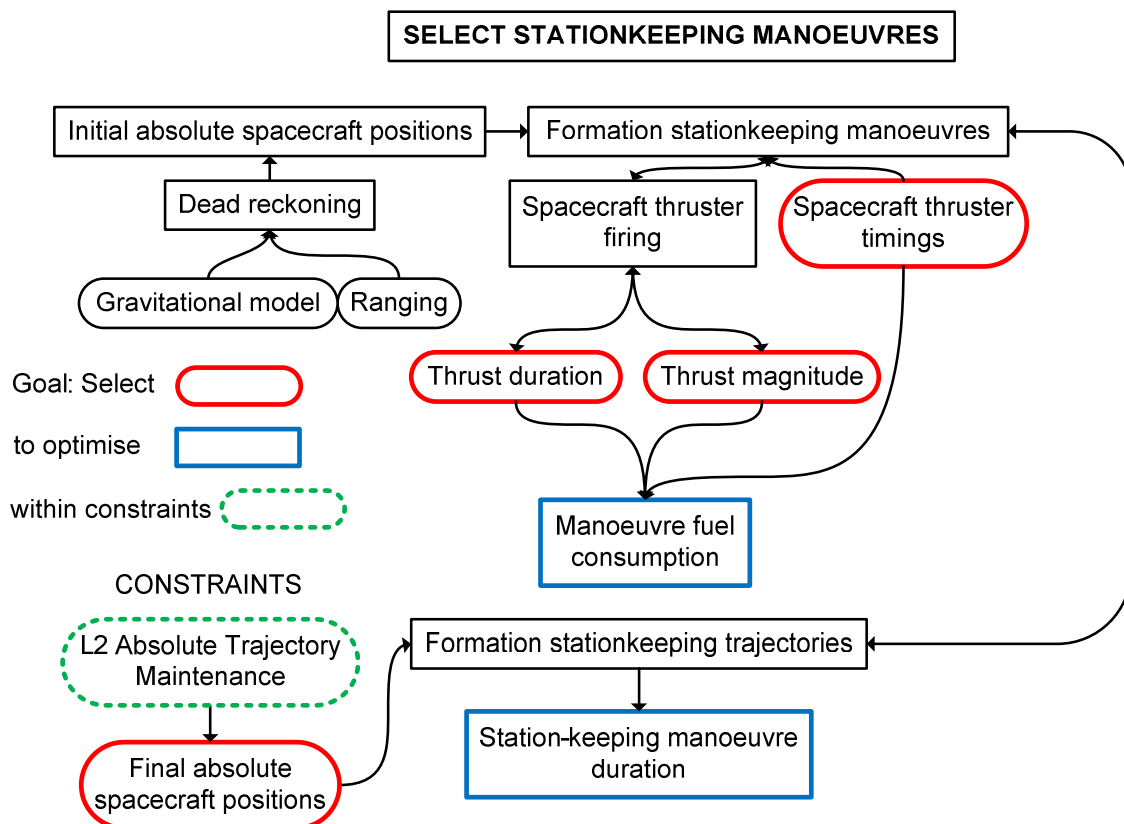 SELECT STATIONKEEPING MANOEUVRES
Initial absolute spacecraft positions
Formation stationkeeping manoeuvres
Dead reckoning
Spacecraft thruster
firing
Spacecraft thruster
timings
Gravitational model
Ranging
Goal: Select
Thrust duration
Thrust magnitude
to optimise
within constraints
Manoeuvre fuel
consumption
CONSTRAINTS
L2 Absolute Trajectory
Maintenance
Formation stationkeeping trajectories
Final absolute
spacecraft positions
Station-keeping manoeuvre
duration